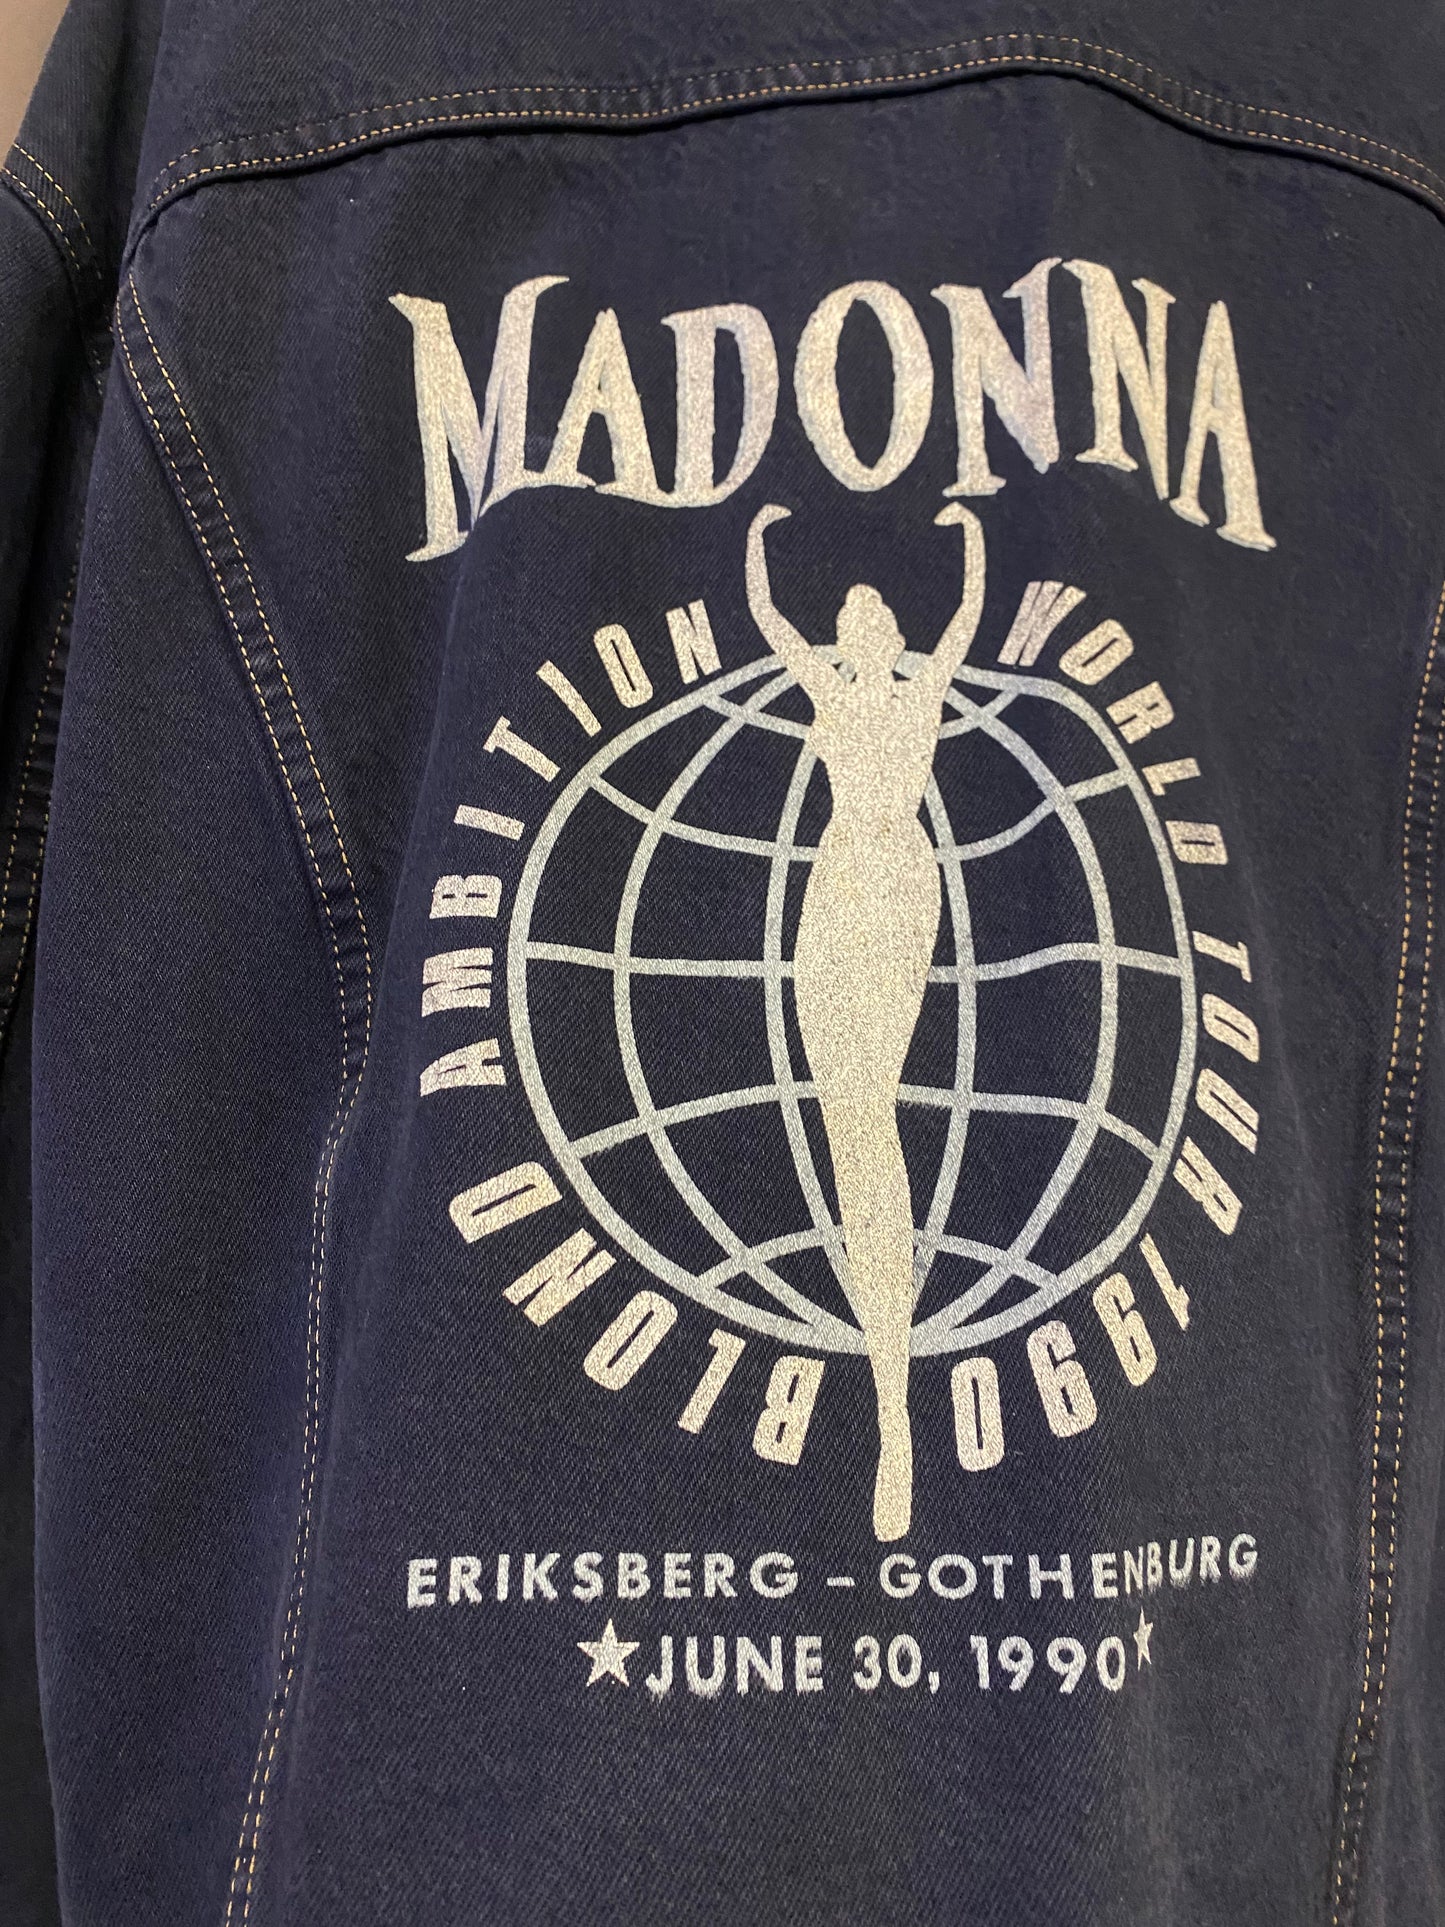 MADONNA
BLOND AMBITION WORLD TOUR 1990
ERIKSBERG – GOTHENBURG
★JUNE 30, 1990★